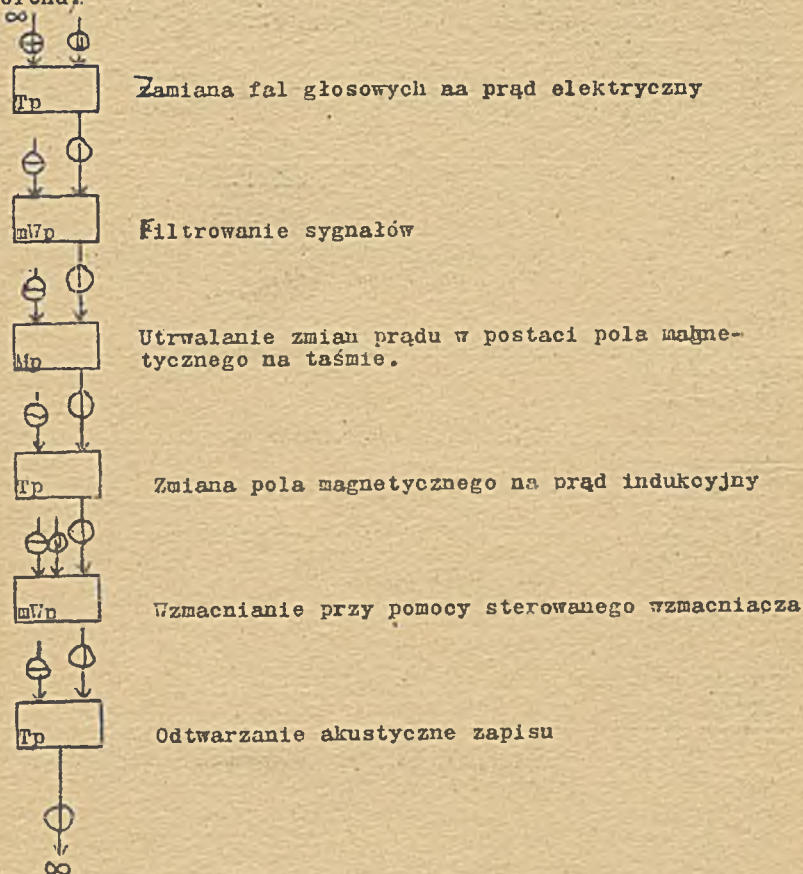 ∞
Tp Zamiana fal głosowych aa prąd elektryczny
mWp Filtrowanie sygnałów
Mp Utrwalanie zmian prądu w postaci pola magne-
tycznego na taśmie.
Tp Zmiana pola magnetycznego na prąd indukcyjny
mWp Wzmacnianie przy pomocy sterowanego wzmacniacza
Tp Odtwarzanie akustyczne zapisu
∞